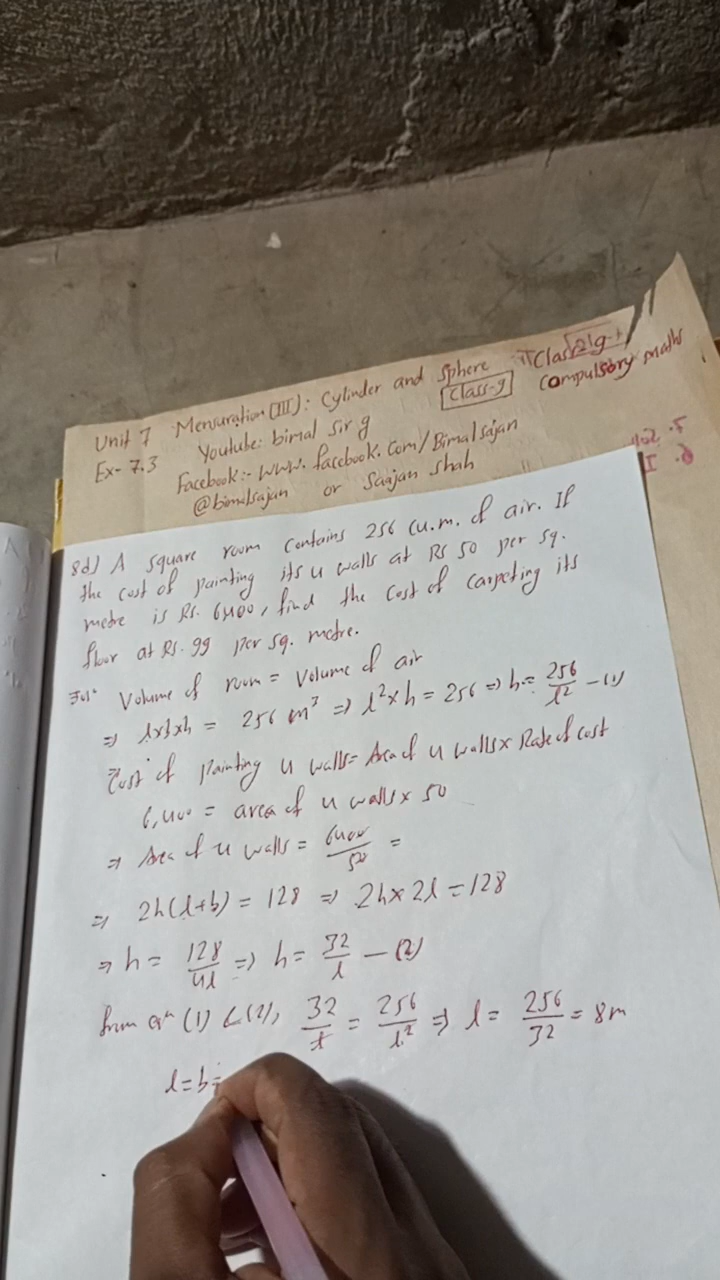 Unit 7 Mensuration (III): Cylinder and Sphere
Class-9 Compulsory maths
Ex- 7.3 Youtube: bimal sir g
Facebook:- WWW.facebook.com/Bimalsajan
@bimalsajan or Saajan Shah
8d) A square room contains 256 cu.m. of air. If
the cost of painting its 4 walls at RS 50 per sq.
metre is Rs. 6400, find the cost of carpeting its
floor at RS. 99 per sq. metre.
Solⁿ Volume of room = Volume of air
⇒ l×b×h = 256 m³ ⇒ l²×h = 256 ⇒ h = 256/l² — (1)
Cost of painting 4 walls = Area of 4 walls × Rate of cost
6,400 = area of 4 walls × 50
⇒ Area of 4 walls = 6400/50 =
⇒ 2h(l+b) = 128 ⇒ 2h×2l = 128
⇒ h = 128/4l ⇒ h = 32/l — (2)
from eqⁿ (1) & (2), 32/l = 256/l² ⇒ l = 256/32 = 8m
l=b=